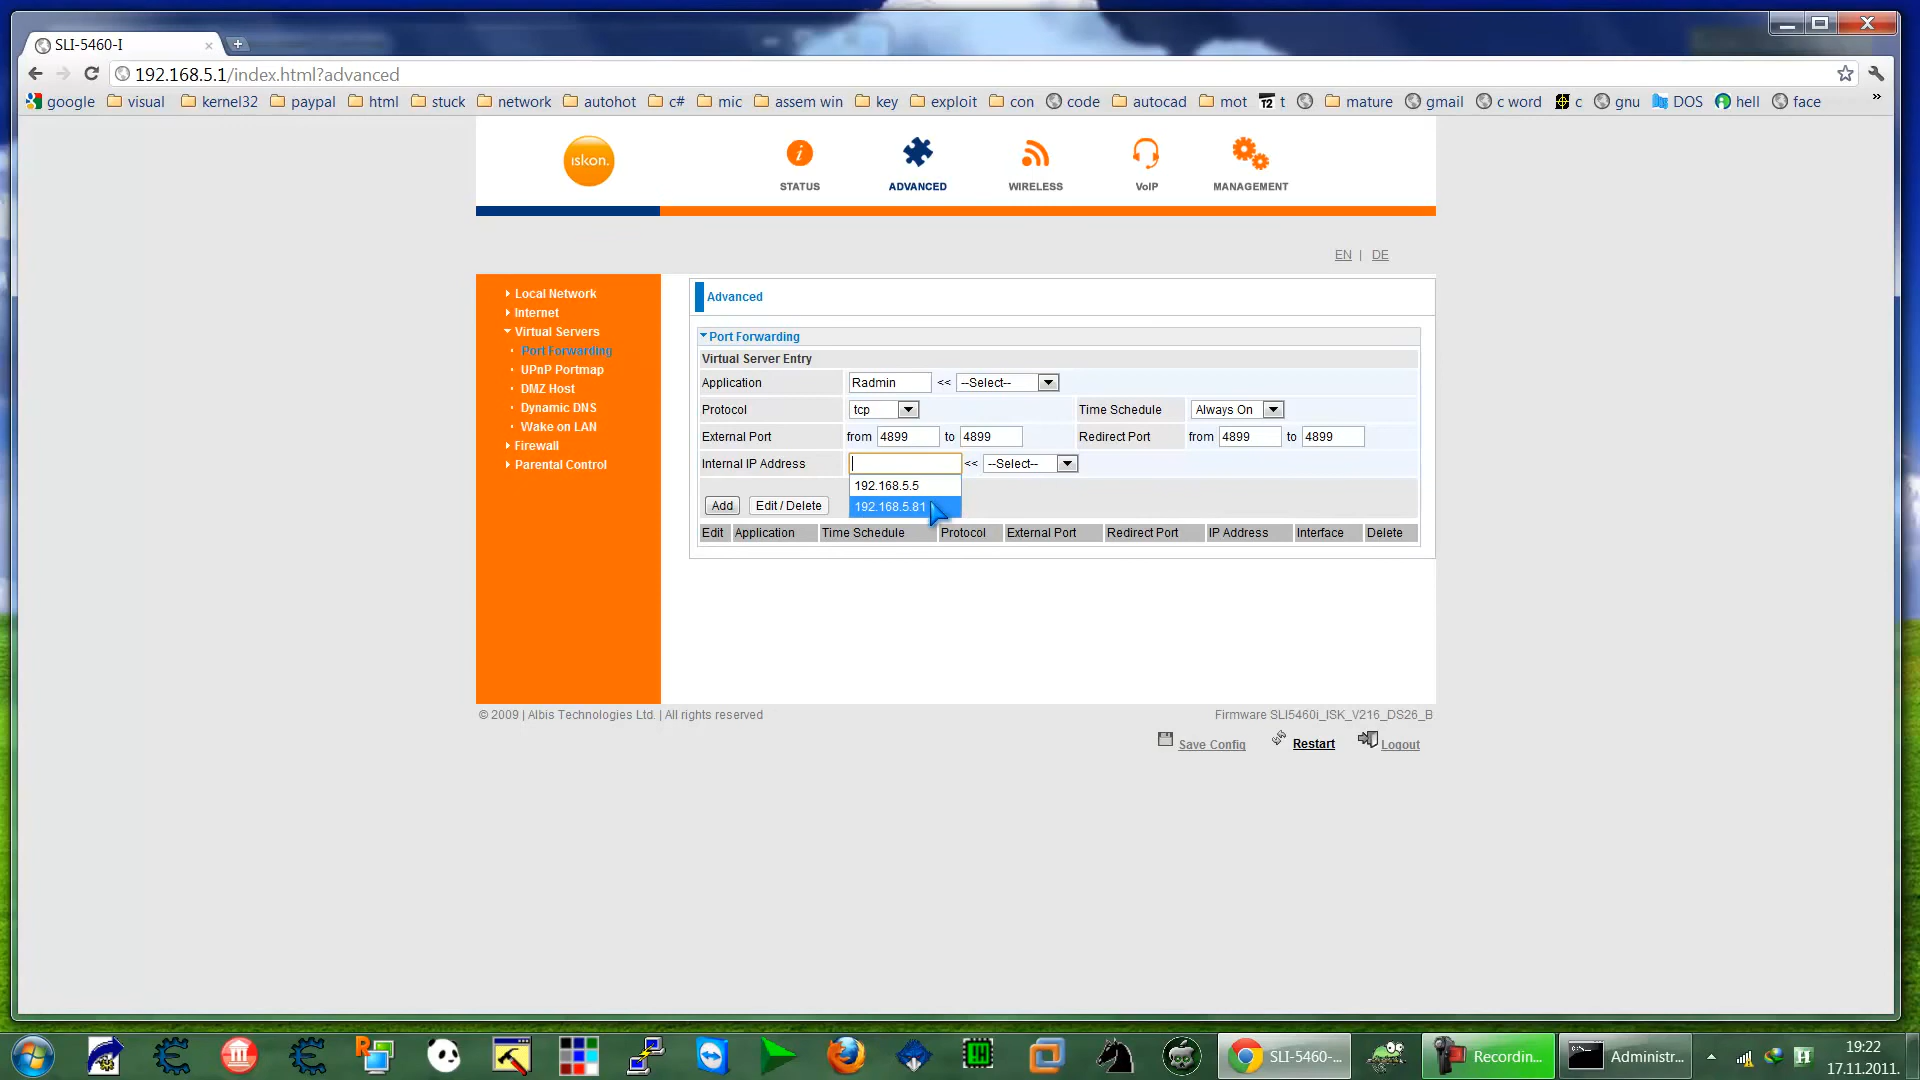 SLI-5460-I
192.168.5.1/index.html?advanced
google visual kernel32 paypal html stuck network autohot c# mic assem win key exploit con code autocad mot T2 t mature gmail c word c gnu DOS hell face »
iskon.
STATUS ADVANCED WIRELESS VoIP MANAGEMENT
EN | DE
Local Network
Internet
Virtual Servers
Port Forwarding
UPnP Portmap
DMZ Host
Dynamic DNS
Wake on LAN
Firewall
Parental Control
Advanced
Port Forwarding
Virtual Server Entry
Application Radmin << --Select--
Protocol tcp Time Schedule Always On
External Port from 4899 to 4899 Redirect Port from 4899 to 4899
Internal IP Address << --Select--
192.168.5.5
192.168.5.81
Add Edit / Delete
Edit Application Time Schedule Protocol External Port Redirect Port IP Address Interface Delete
© 2009 | Albis Technologies Ltd. | All rights reserved Firmware SLI5460i_ISK_V216_DS26_B
Save Config Restart Logout
SLI-5460-... Recordin... Administr... 19:22
17.11.2011.